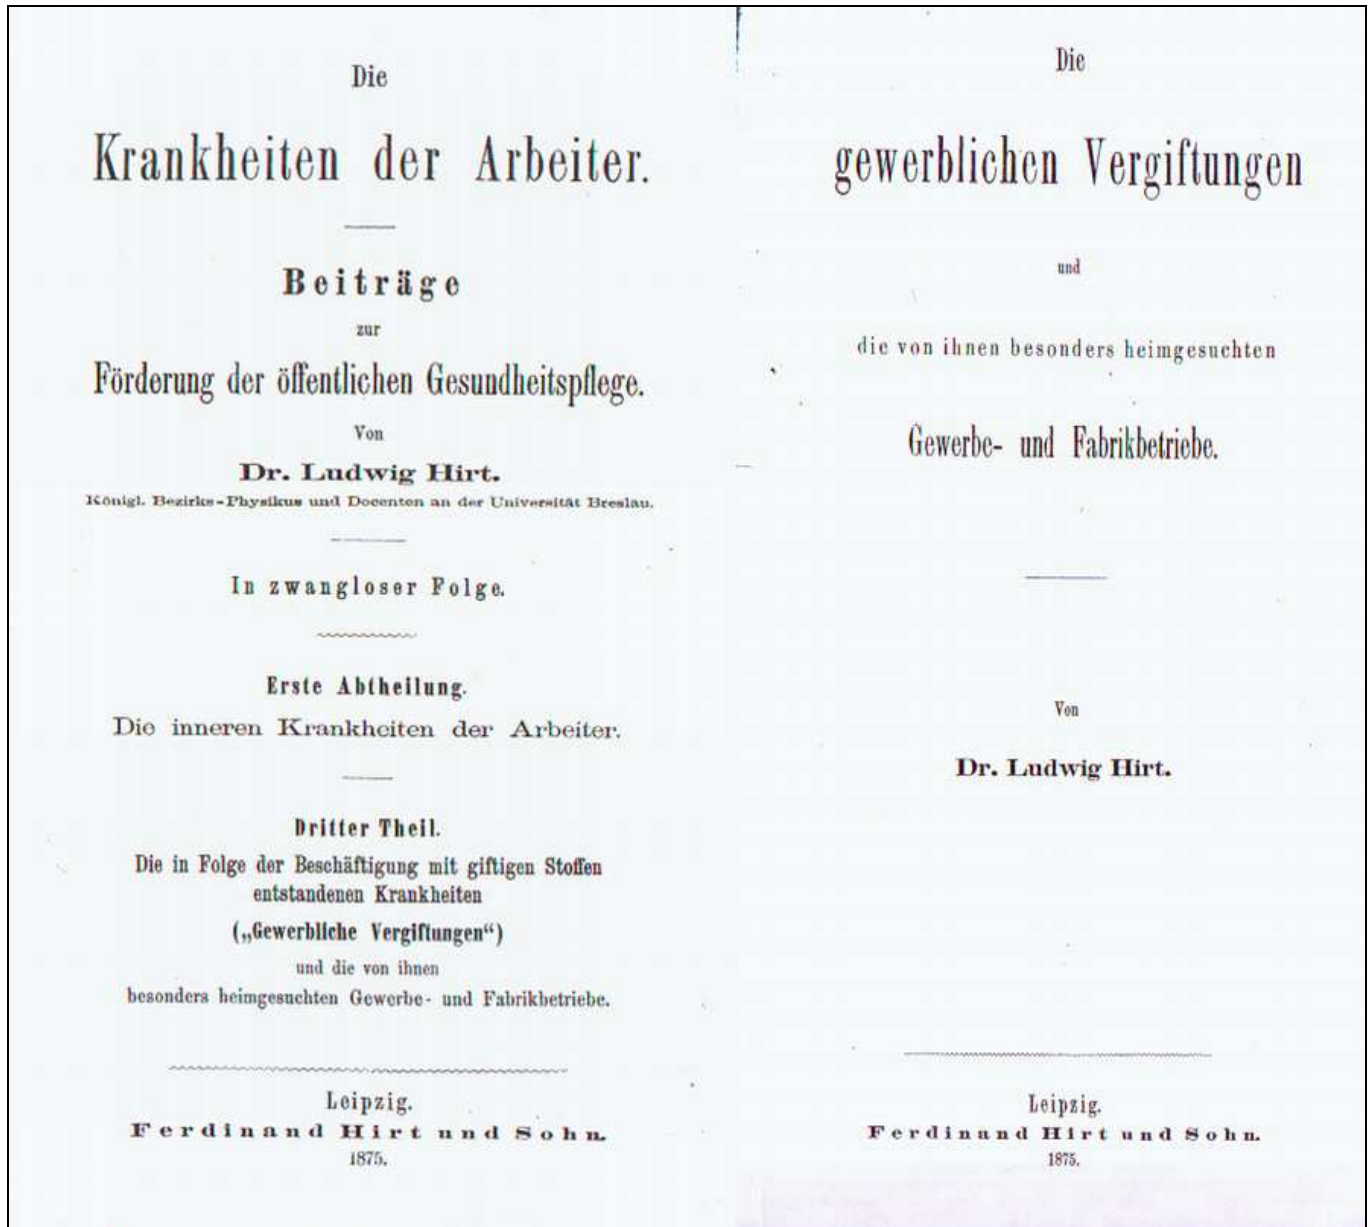 Die
Krankheiten der Arbeiter.
Beiträge
zur
Förderung der öffentlichen Gesundheitspflege.
Von
Dr. Ludwig Hirt.
Königl. Bezirks-Physikus und Docenten an der Universität Breslau.
In zwangloser Folge.
Erste Abtheilung.
Die inneren Krankheiten der Arbeiter.
Dritter Theil.
Die in Folge der Beschäftigung mit giftigen Stoffen
entstandenen Krankheiten
(„Gewerbliche Vergiftungen“)
und die von ihnen
besonders heimgesuchten Gewerbe- und Fabrikbetriebe.
Leipzig.
Ferdinand Hirt und Sohn.
1875.
Die
gewerblichen Vergiftungen
und
die von ihnen besonders heimgesuchten
Gewerbe- und Fabrikbetriebe.
Von
Dr. Ludwig Hirt.
Leipzig.
Ferdinand Hirt und Sohn.
1875.